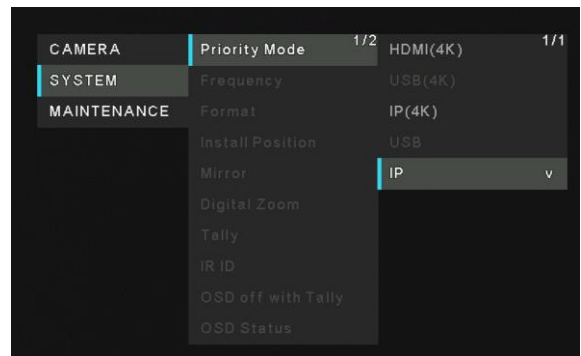 CAMERA
SYSTEM
MAINTENANCE
Priority Mode 1/2
Frequency
Format
Install Position
Mirror
Digital Zoom
Tally
IR ID
OSD off with Tally
OSD Status
HDMI(4K) 1/1
USB(4K)
IP(4K)
USB
IP v